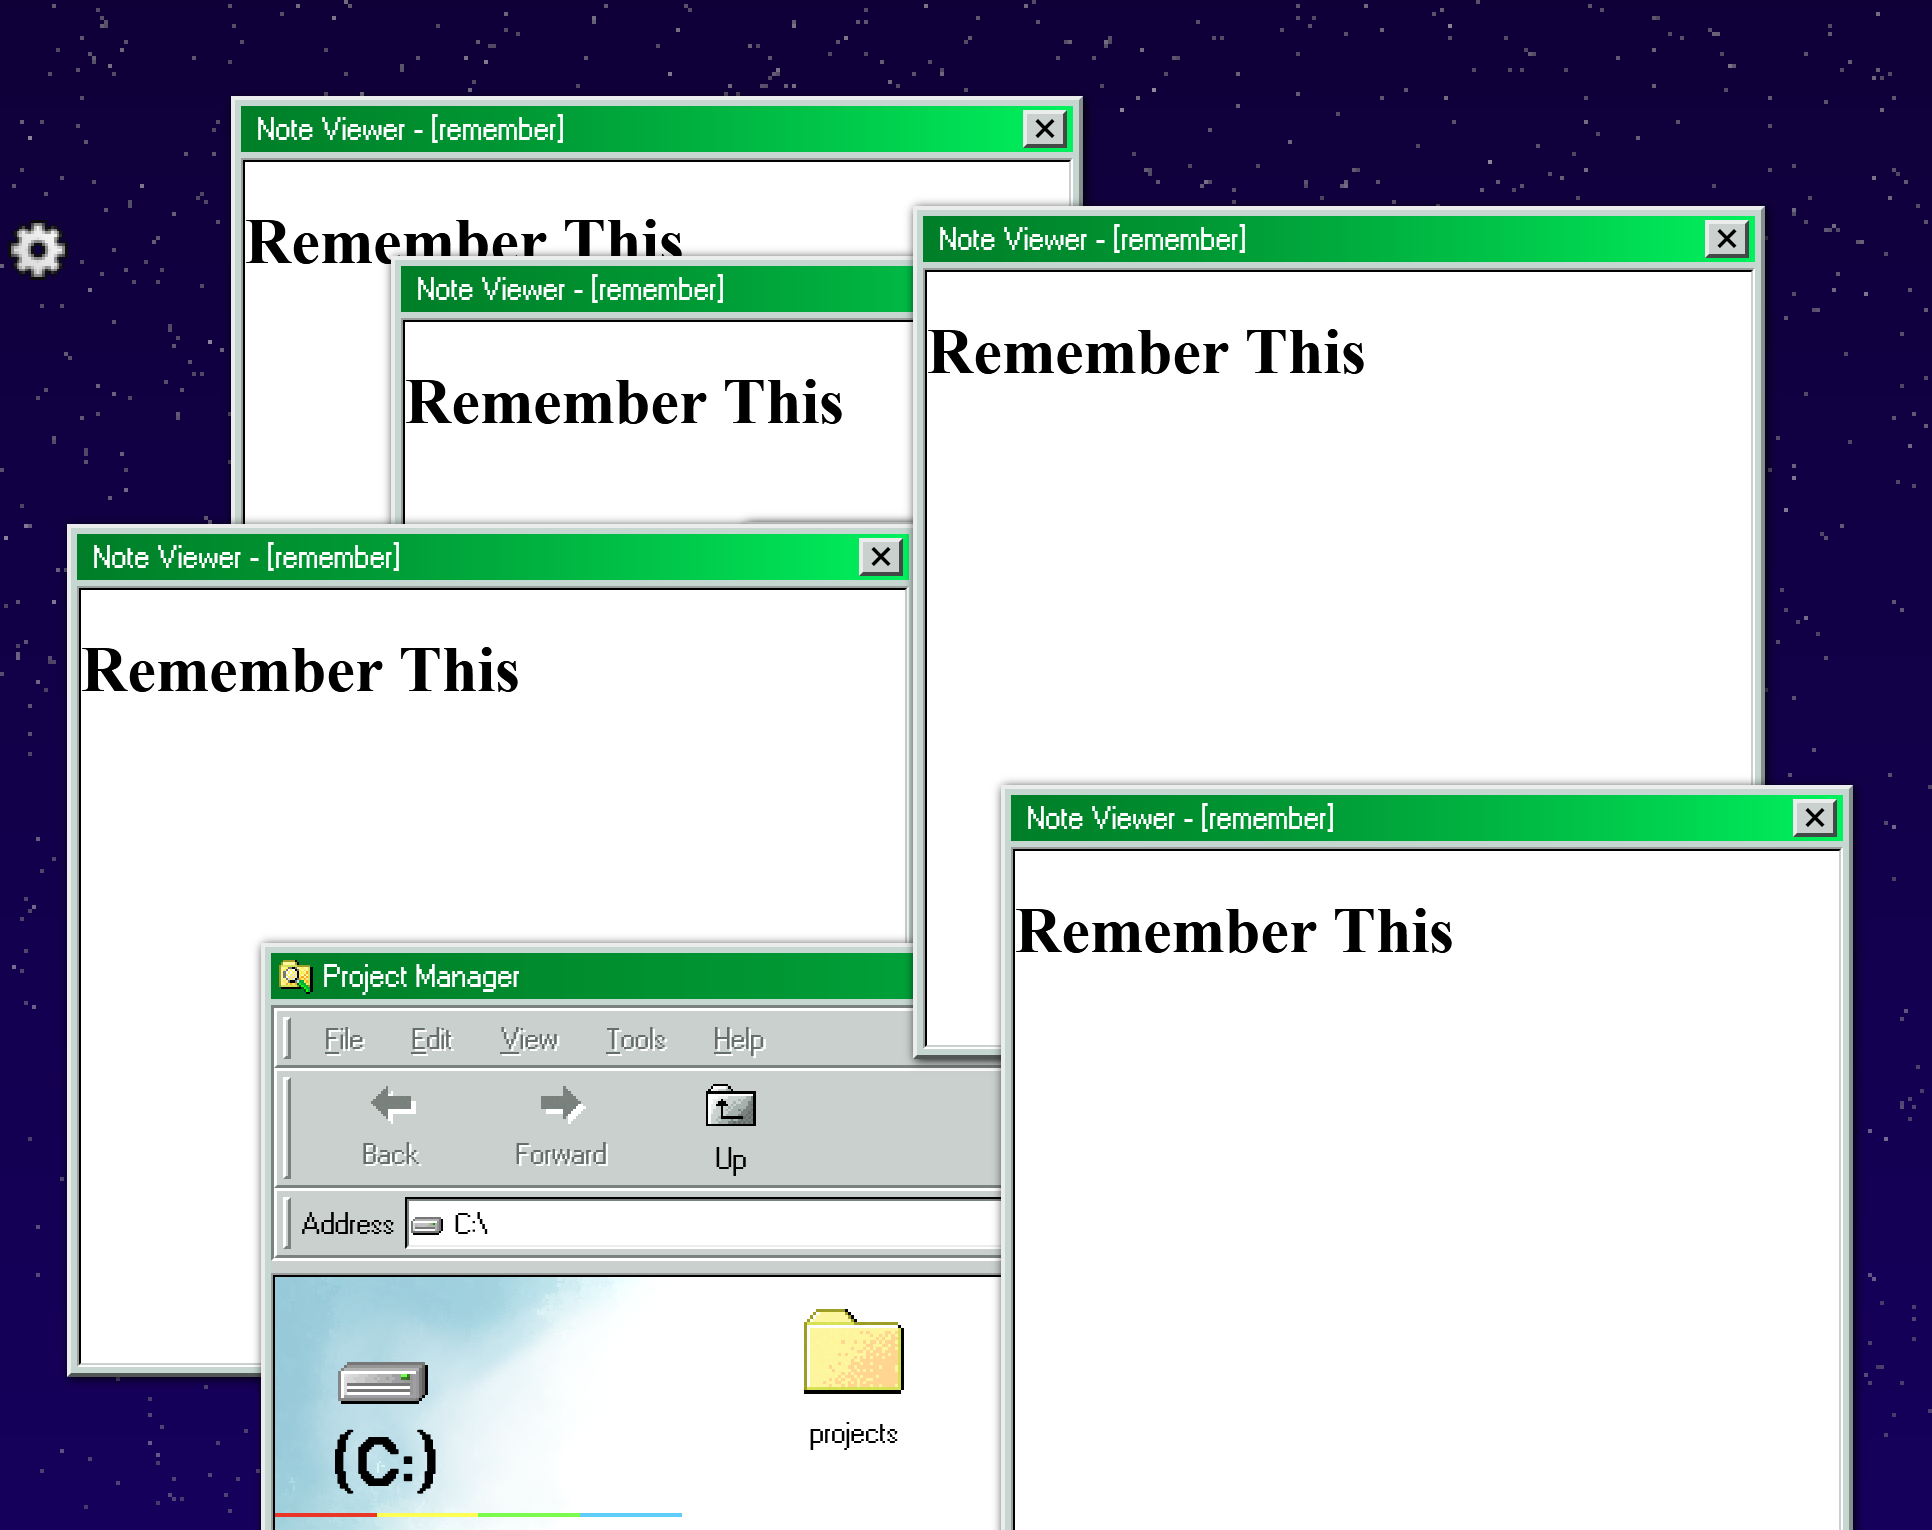 Note Viewer - [remember]
Remember This
Note Viewer - [remember]
Remember This
Note Viewer - [remember]
Remember This
Note Viewer - [remember]
Remember This
Note Viewer - [remember]
Remember This
Project Manager
File Edit View Tools Help
Back Forward Up
Address C:\
(C:)
projects